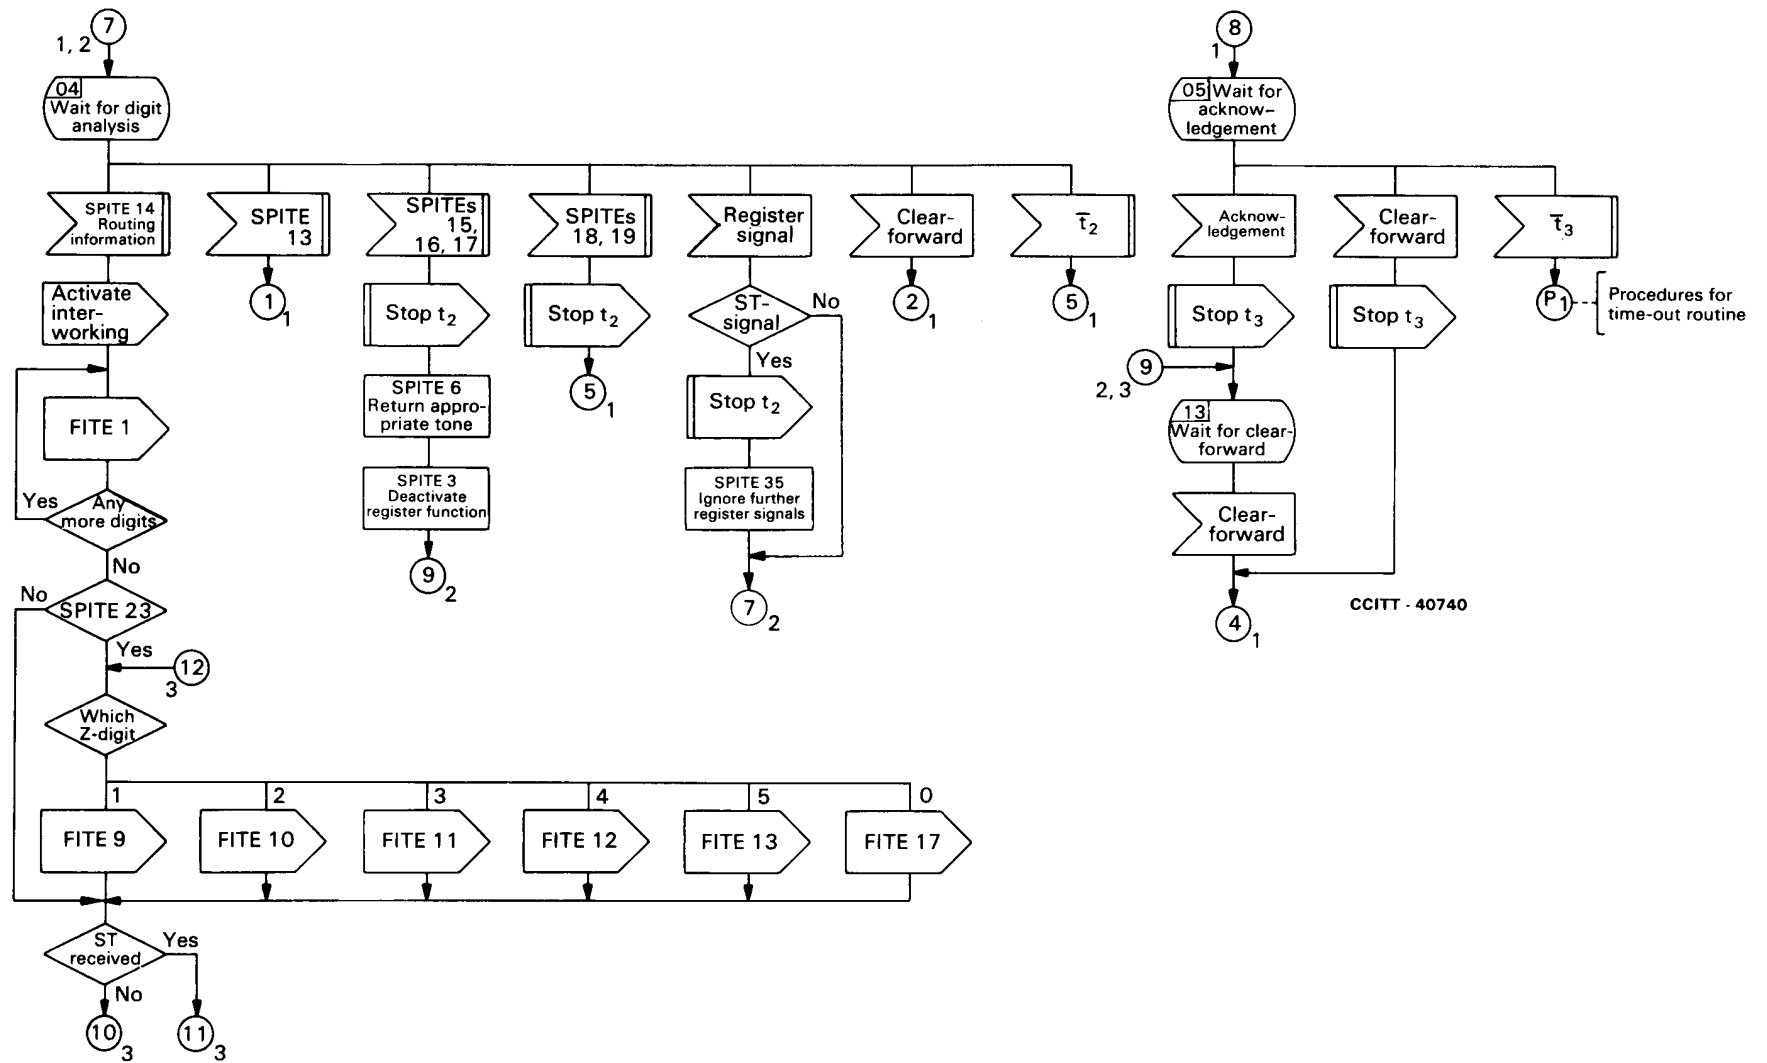 7
1, 2
04
Wait for digit
analysis
SPITE 14
Routing
information
SPITE
13
SPITEs
15,
16, 17
SPITEs
18, 19
Register
signal
Clear-
forward
t̅2
Activate
inter-
working
1
1
Stop t2
Stop t2
ST-
signal
No
Yes
2
1
5
1
FITE 1
SPITE 6
Return appro-
priate tone
5
1
Stop t2
Yes
Any
more digits
No
SPITE 3
Deactivate
register function
SPITE 35
Ignore further
register signals
9
2
7
2
No
SPITE 23
Yes
12
3
Which
Z-digit
1
2
3
4
5
0
FITE 9
FITE 10
FITE 11
FITE 12
FITE 13
FITE 17
ST
received
Yes
No
10
3
11
3
8
1
05
Wait for
acknow-
ledgement
Acknow-
ledgement
Clear-
forward
t̅3
Stop t3
Stop t3
P1
Procedures for
time-out routine
9
2, 3
13
Wait for clear-
forward
Clear-
forward
4
1
CCITT - 40740